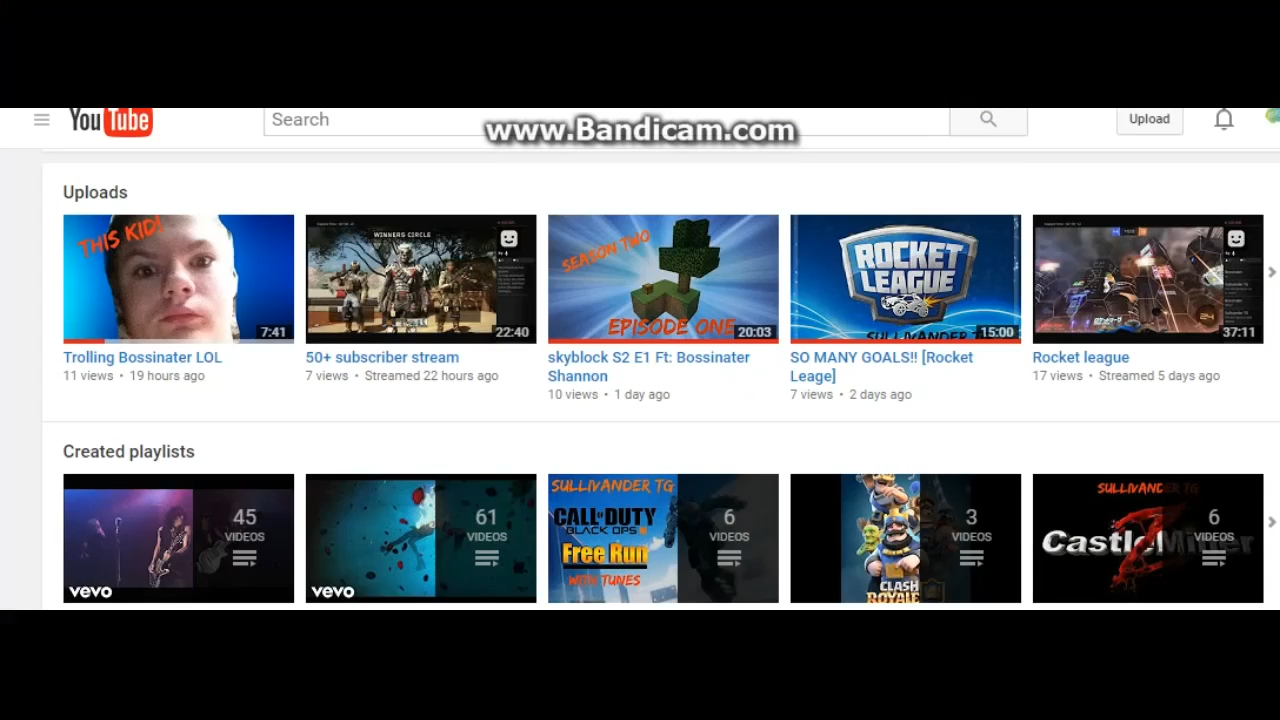 YouTube
Search
www.Bandicam.com
Upload
Uploads
THIS KID!
7:41
WINNERS CIRCLE
22:40
SEASON TWO
EPISODE ONE
20:03
ROCKET
LEAGUE
SULLIVANDER
15:00
37:11
Trolling Bossinater LOL
11 views • 19 hours ago
50+ subscriber stream
7 views • Streamed 22 hours ago
skyblock S2 E1 Ft: Bossinater
Shannon
10 views • 1 day ago
SO MANY GOALS!! [Rocket
Leage]
7 views • 2 days ago
Rocket league
17 views • Streamed 5 days ago
Created playlists
45
VIDEOS
vevo
61
VIDEOS
vevo
SULLIVANDER TG
CALL OF DUTY
BLACK OPS
Free Run
WITH TUNES
6
VIDEOS
CLASH
ROYALE
3
VIDEOS
SULLIVANDER TG
CastleMiner
Z
6
VIDEOS